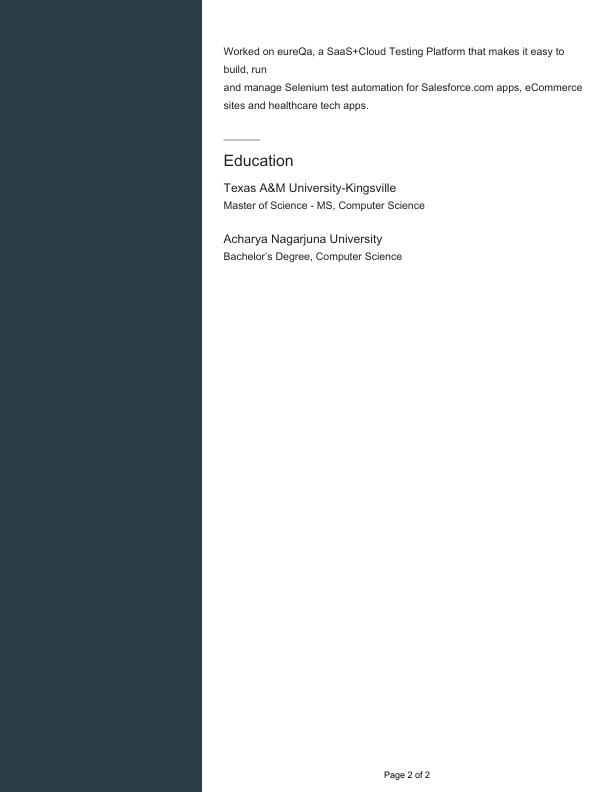 Worked on eureQa, a SaaS+Cloud Testing Platform that makes it easy to
build, run
and manage Selenium test automation for Salesforce.com apps, eCommerce
sites and healthcare tech apps.
Education
Texas A&M University-Kingsville
Master of Science - MS, Computer Science
Acharya Nagarjuna University
Bachelor’s Degree, Computer Science
Page 2 of 2